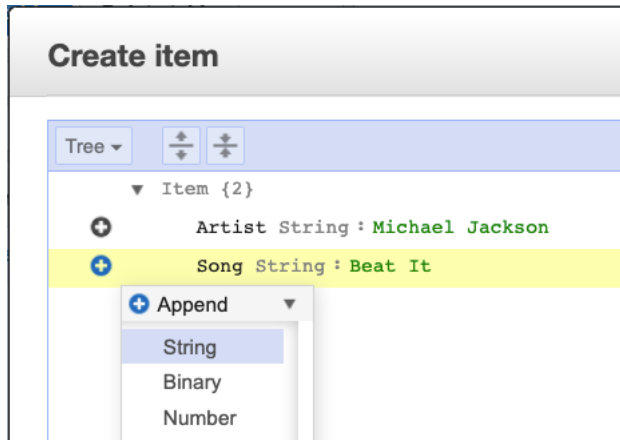 Create item
Tree
Item {2}
Artist String : Michael Jackson
Song String : Beat It
Append
String
Binary
Number